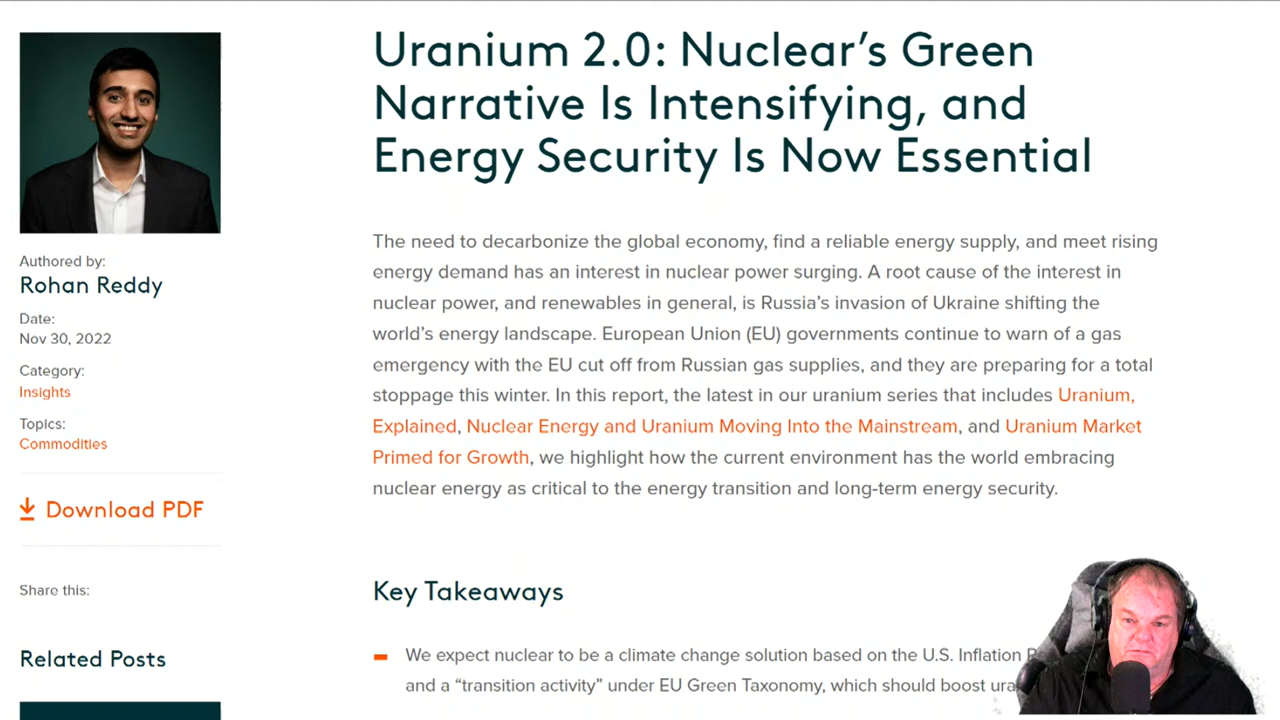 Uranium 2.0: Nuclear’s Green
Narrative Is Intensifying, and
Energy Security Is Now Essential
Authored by:
Rohan Reddy
Date:
Nov 30, 2022
Category:
Insights
Topics:
Commodities
Download PDF
Share this:
Related Posts
The need to decarbonize the global economy, find a reliable energy supply, and meet rising
energy demand has an interest in nuclear power surging. A root cause of the interest in
nuclear power, and renewables in general, is Russia’s invasion of Ukraine shifting the
world’s energy landscape. European Union (EU) governments continue to warn of a gas
emergency with the EU cut off from Russian gas supplies, and they are preparing for a total
stoppage this winter. In this report, the latest in our uranium series that includes Uranium,
Explained, Nuclear Energy and Uranium Moving Into the Mainstream, and Uranium Market
Primed for Growth, we highlight how the current environment has the world embracing
nuclear energy as critical to the energy transition and long-term energy security.
Key Takeaways
We expect nuclear to be a climate change solution based on the U.S. Inflation
and a “transition activity” under EU Green Taxonomy, which should boost